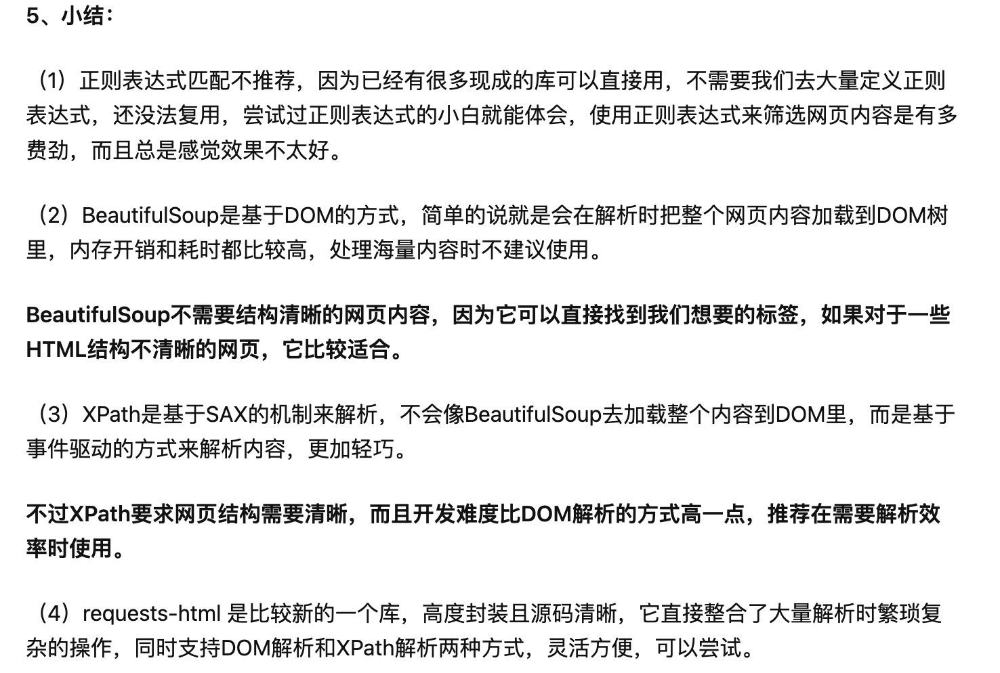 5、小结：
（1）正则表达式匹配不推荐，因为已经有很多现成的库可以直接用，不需要我们去大量定义正则
表达式，还没法复用，尝试过正则表达式的小白就能体会，使用正则表达式来筛选网页内容是有多
费劲，而且总是感觉效果不太好。
（2）BeautifulSoup是基于DOM的方式，简单的说就是会在解析时把整个网页内容加载到DOM树
里，内存开销和耗时都比较高，处理海量内容时不建议使用。
BeautifulSoup不需要结构清晰的网页内容，因为它可以直接找到我们想要的标签，如果对于一些
HTML结构不清晰的网页，它比较适合。
（3）XPath是基于SAX的机制来解析，不会像BeautifulSoup去加载整个内容到DOM里，而是基于
事件驱动的方式来解析内容，更加轻巧。
不过XPath要求网页结构需要清晰，而且开发难度比DOM解析的方式高一点，推荐在需要解析效
率时使用。
（4）requests-html 是比较新的一个库，高度封装且源码清晰，它直接整合了大量解析时繁琐复
杂的操作，同时支持DOM解析和XPath解析两种方式，灵活方便，可以尝试。